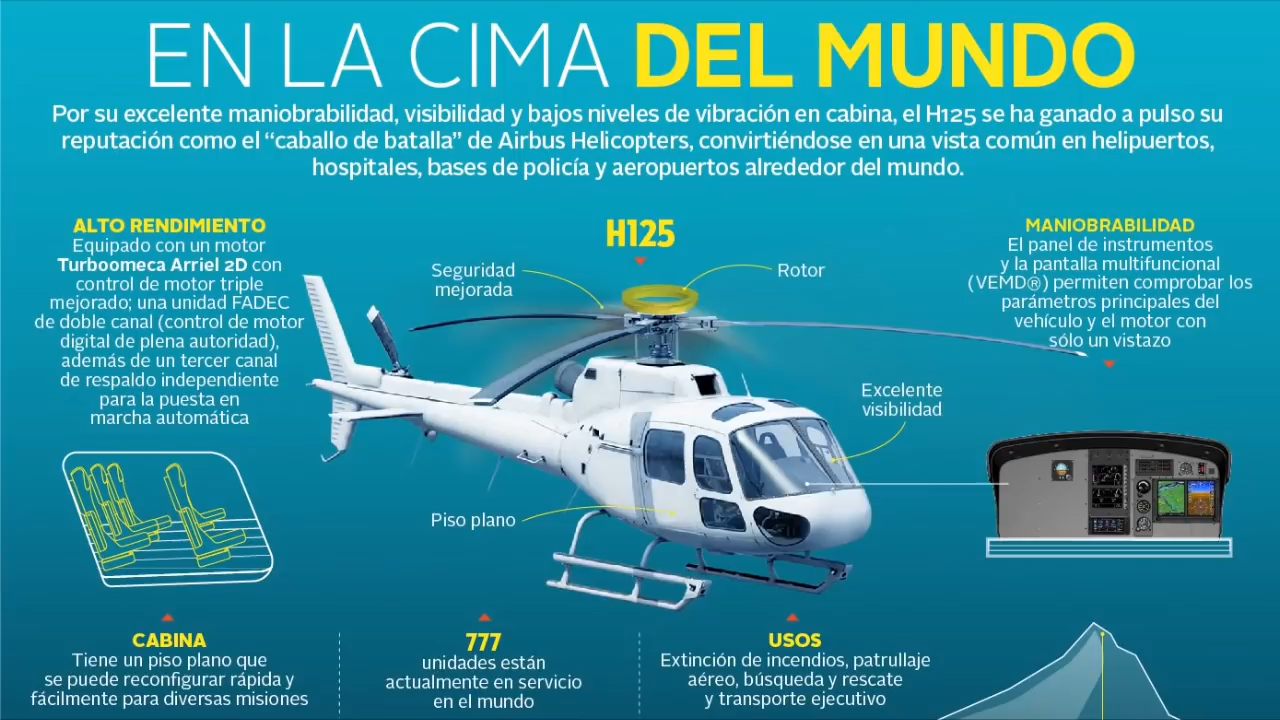 EN LA CIMA DEL MUNDO
Por su excelente maniobrabilidad, visibilidad y bajos niveles de vibración en cabina, el H125 se ha ganado a pulso su
reputación como el “caballo de batalla” de Airbus Helicopters, convirtiéndose en una vista común en helipuertos,
hospitales, bases de policía y aeropuertos alrededor del mundo.
ALTO RENDIMIENTO
Equipado con un motor
Turboomeca Arriel 2D con
control de motor triple
mejorado; una unidad FADEC
de doble canal (control de motor
digital de plena autoridad),
además de un tercer canal
de respaldo independiente
para la puesta en
marcha automática
H125
Seguridad
mejorada
Rotor
MANIOBRABILIDAD
El panel de instrumentos
y la pantalla multifuncional
(VEMD®) permiten comprobar los
parámetros principales del
vehículo y el motor con
sólo un vistazo
Excelente
visibilidad
Piso plano
CABINA
Tiene un piso plano que
se puede reconfigurar rápida y
fácilmente para diversas misiones
777
unidades están
actualmente en servicio
en el mundo
USOS
Extinción de incendios, patrullaje
aéreo, búsqueda y rescate
y transporte ejecutivo